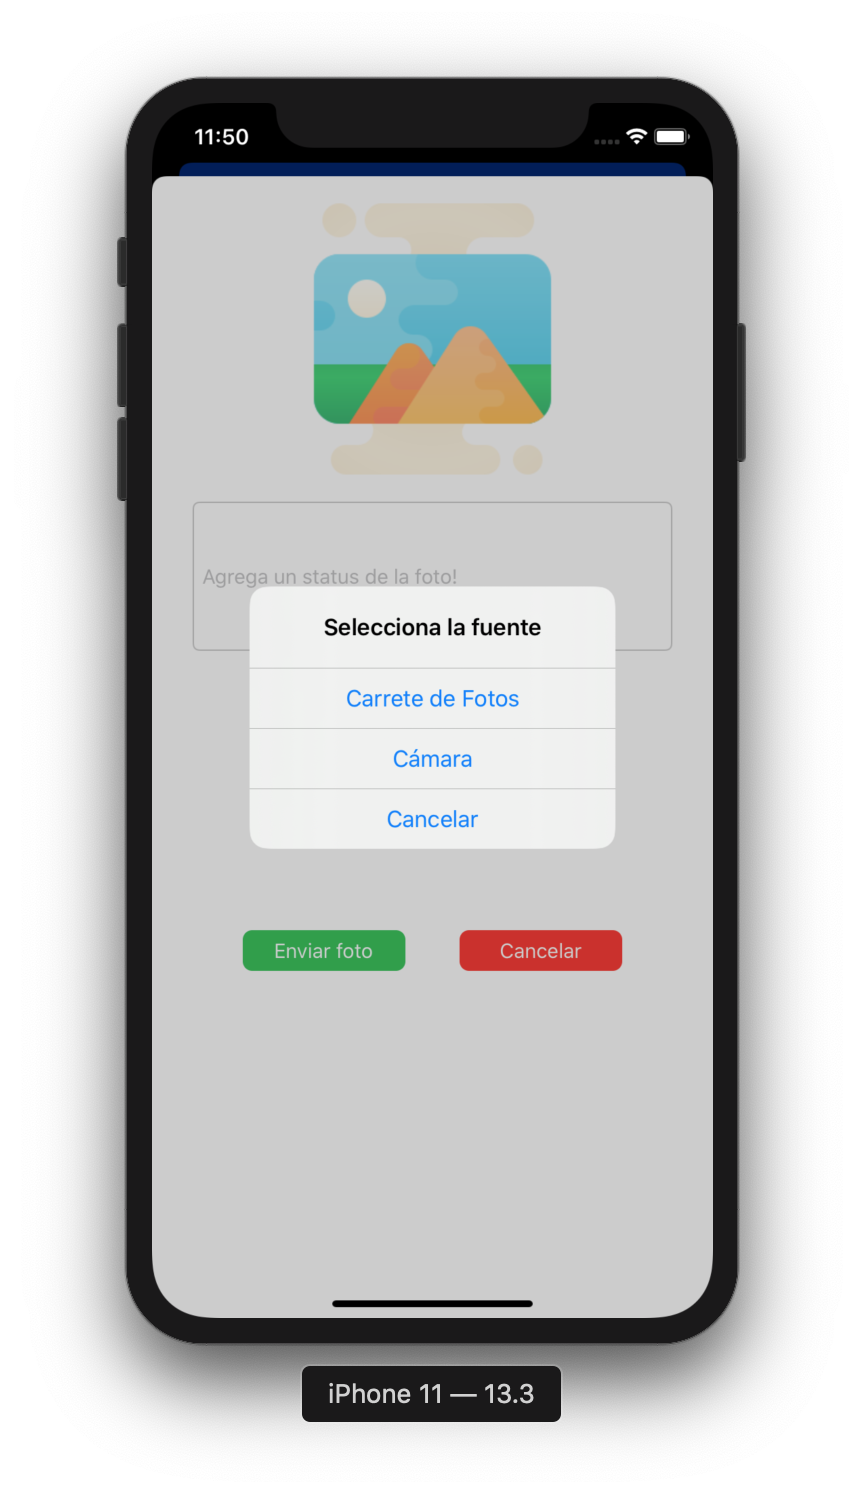 11:50
Agrega un status de la foto!
Selecciona la fuente
Carrete de Fotos
Cámara
Cancelar
Enviar foto
Cancelar
iPhone 11 — 13.3